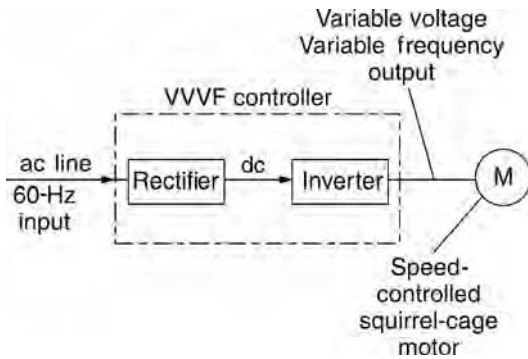 Variable voltage
Variable frequency
output
VVVF controller
ac line
60-Hz
input
Rectifier
dc
Inverter
M
Speed-
controlled
squirrel-cage
motor